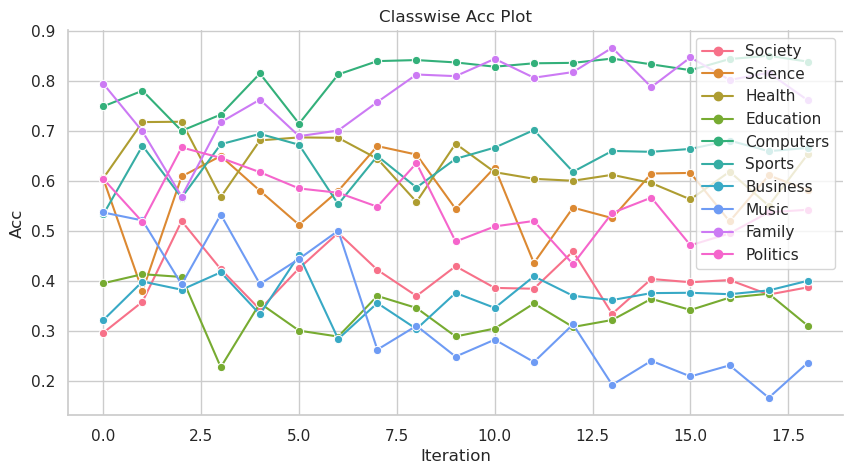 Classwise Acc Plot
Acc
0.9
0.8
0.7
0.6
0.5
0.4
0.3
0.2
0.0
2.5
5.0
7.5
10.0
12.5
15.0
17.5
Iteration
Society
Science
Health
Education
Computers
Sports
Business
Music
Family
Politics